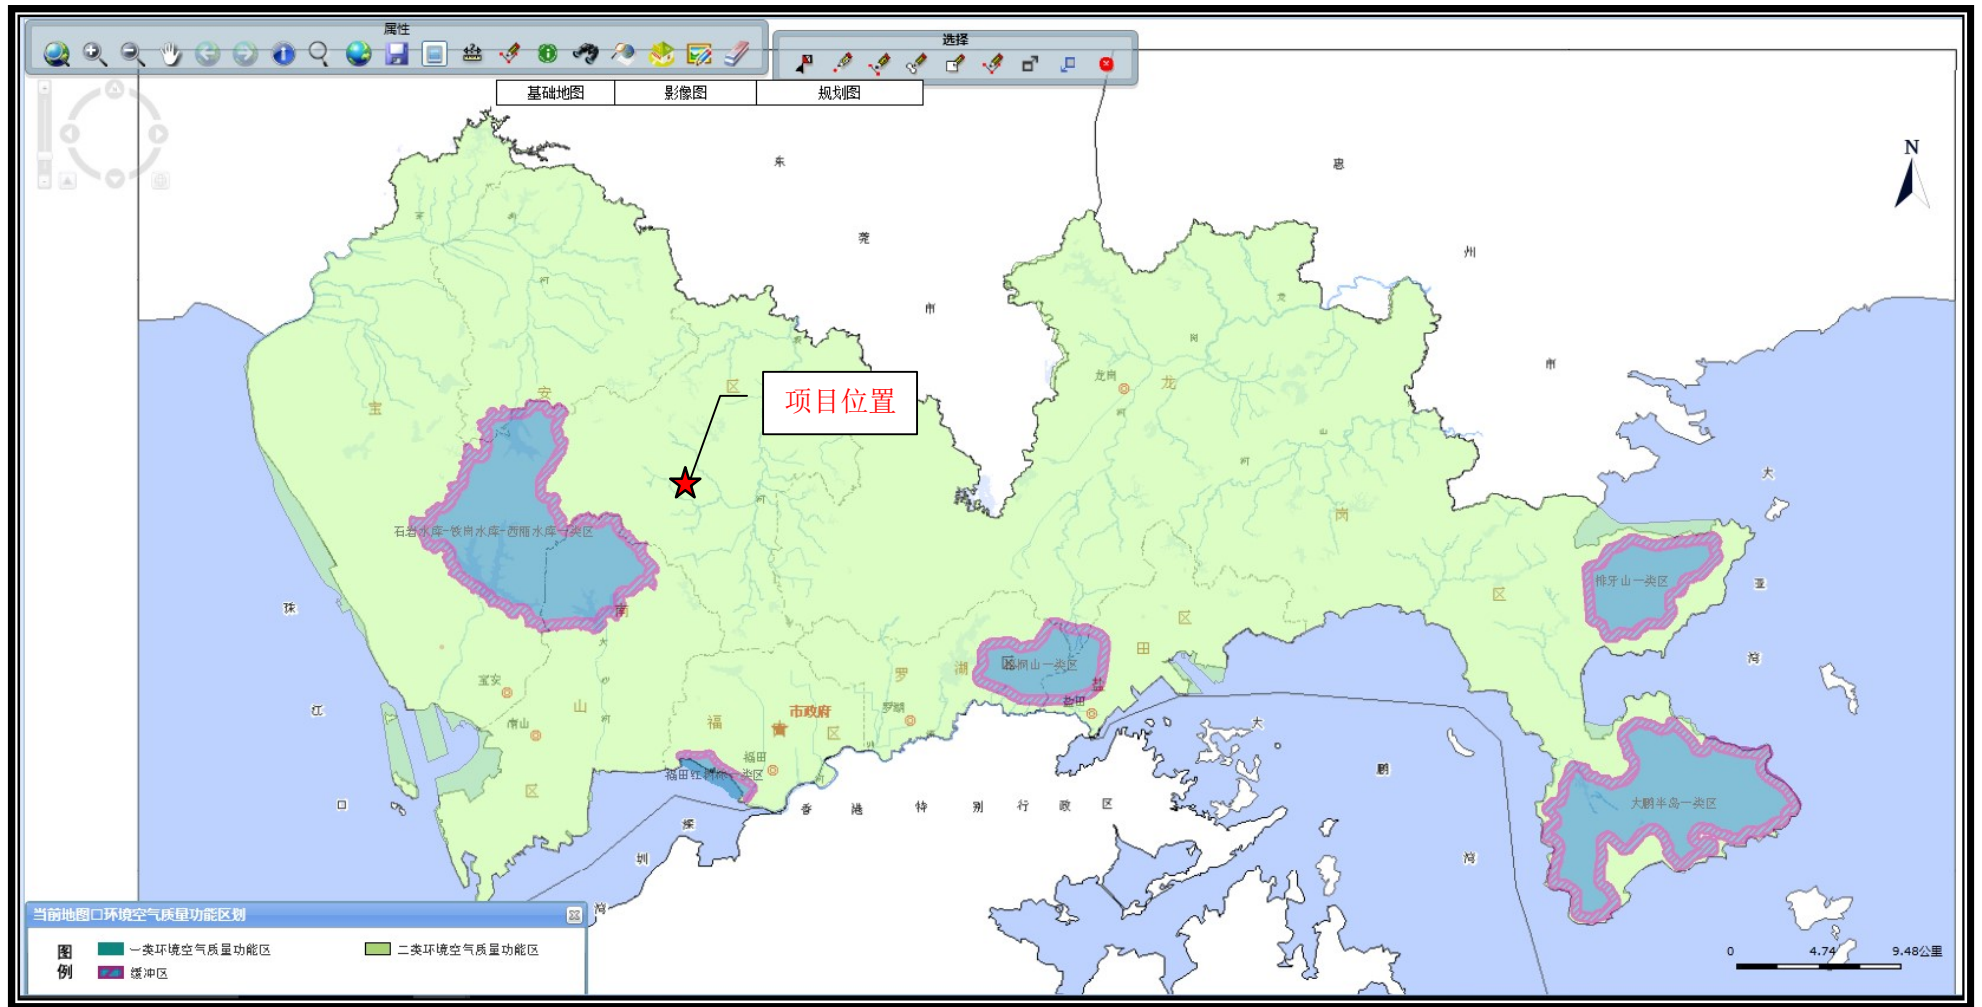 属性
选择
基础地图
影像图
规划图
N
东
莞
市
惠
州
市
项目位置
宝
安
区
龙岗
龙
岗
区
石岩水库-铁岗水库-西丽水库一类区
排牙山一类区
梧桐山一类区
大鹏半岛一类区
福田红树林一类区
南
山
区
宝安
南山
福
田
区
市政府
福田
罗
湖
区
罗湖
盐
田
区
盐田
珠
江
口
深
圳
湾
香 港 特 别 行 政 区
大
鹏
湾
大
亚
湾
当前地图口环境空气质量功能区划
图例
一类环境空气质量功能区
二类环境空气质量功能区
缓冲区
0 4.74 9.48公里